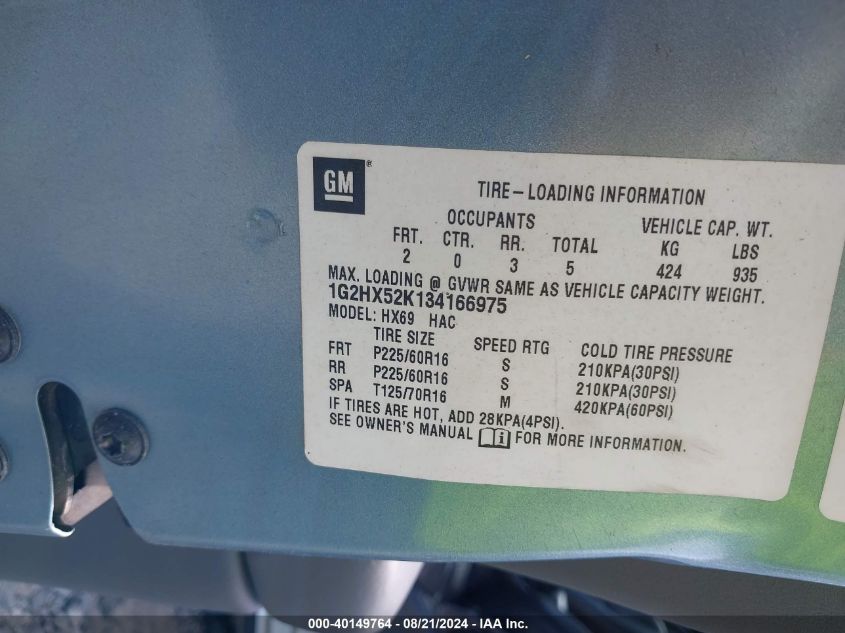 GM®
TIRE-LOADING INFORMATION
OCCUPANTS VEHICLE CAP. WT.
FRT. CTR. RR. TOTAL KG LBS
2 0 3 5 424 935
MAX. LOADING @ GVWR SAME AS VEHICLE CAPACITY WEIGHT.
1G2HX52K134166975
MODEL: HX69 HAC
TIRE SIZE SPEED RTG COLD TIRE PRESSURE
FRT P225/60R16 S 210KPA(30PSI)
RR P225/60R16 S 210KPA(30PSI)
SPA T125/70R16 M 420KPA(60PSI)
IF TIRES ARE HOT, ADD 28KPA(4PSI).
SEE OWNER'S MANUAL i FOR MORE INFORMATION.
000-40149764 - 08/21/2024 - IAA Inc.